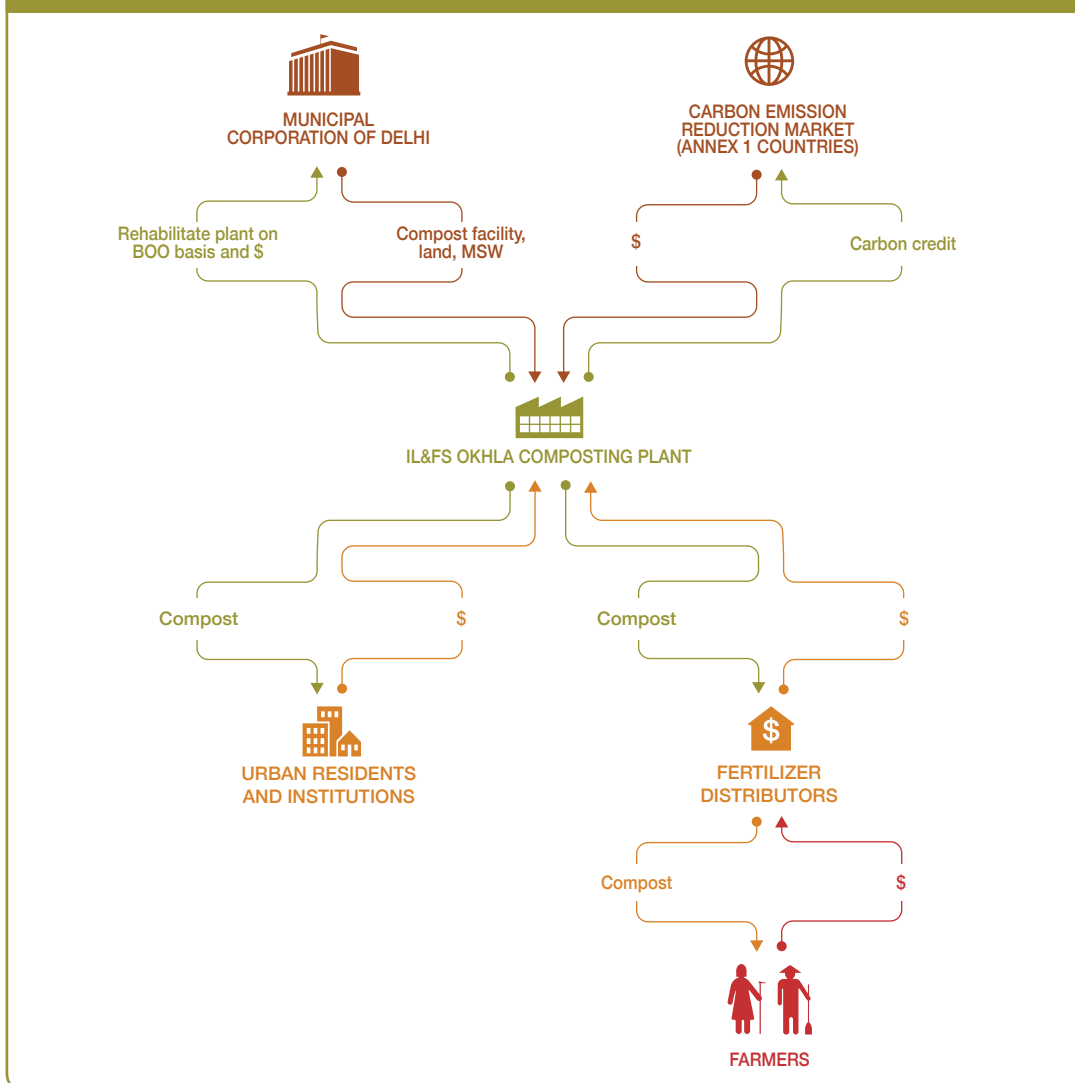 MUNICIPAL
CORPORATION OF DELHI
CARBON EMISSION
REDUCTION MARKET
(ANNEX 1 COUNTRIES)
Rehabilitate plant on
BOO basis and $
Compost facility,
land, MSW
$
Carbon credit
IL&FS OKHLA COMPOSTING PLANT
Compost
$
Compost
$
$
URBAN RESIDENTS
AND INSTITUTIONS
FERTILIZER
DISTRIBUTORS
Compost
$
FARMERS